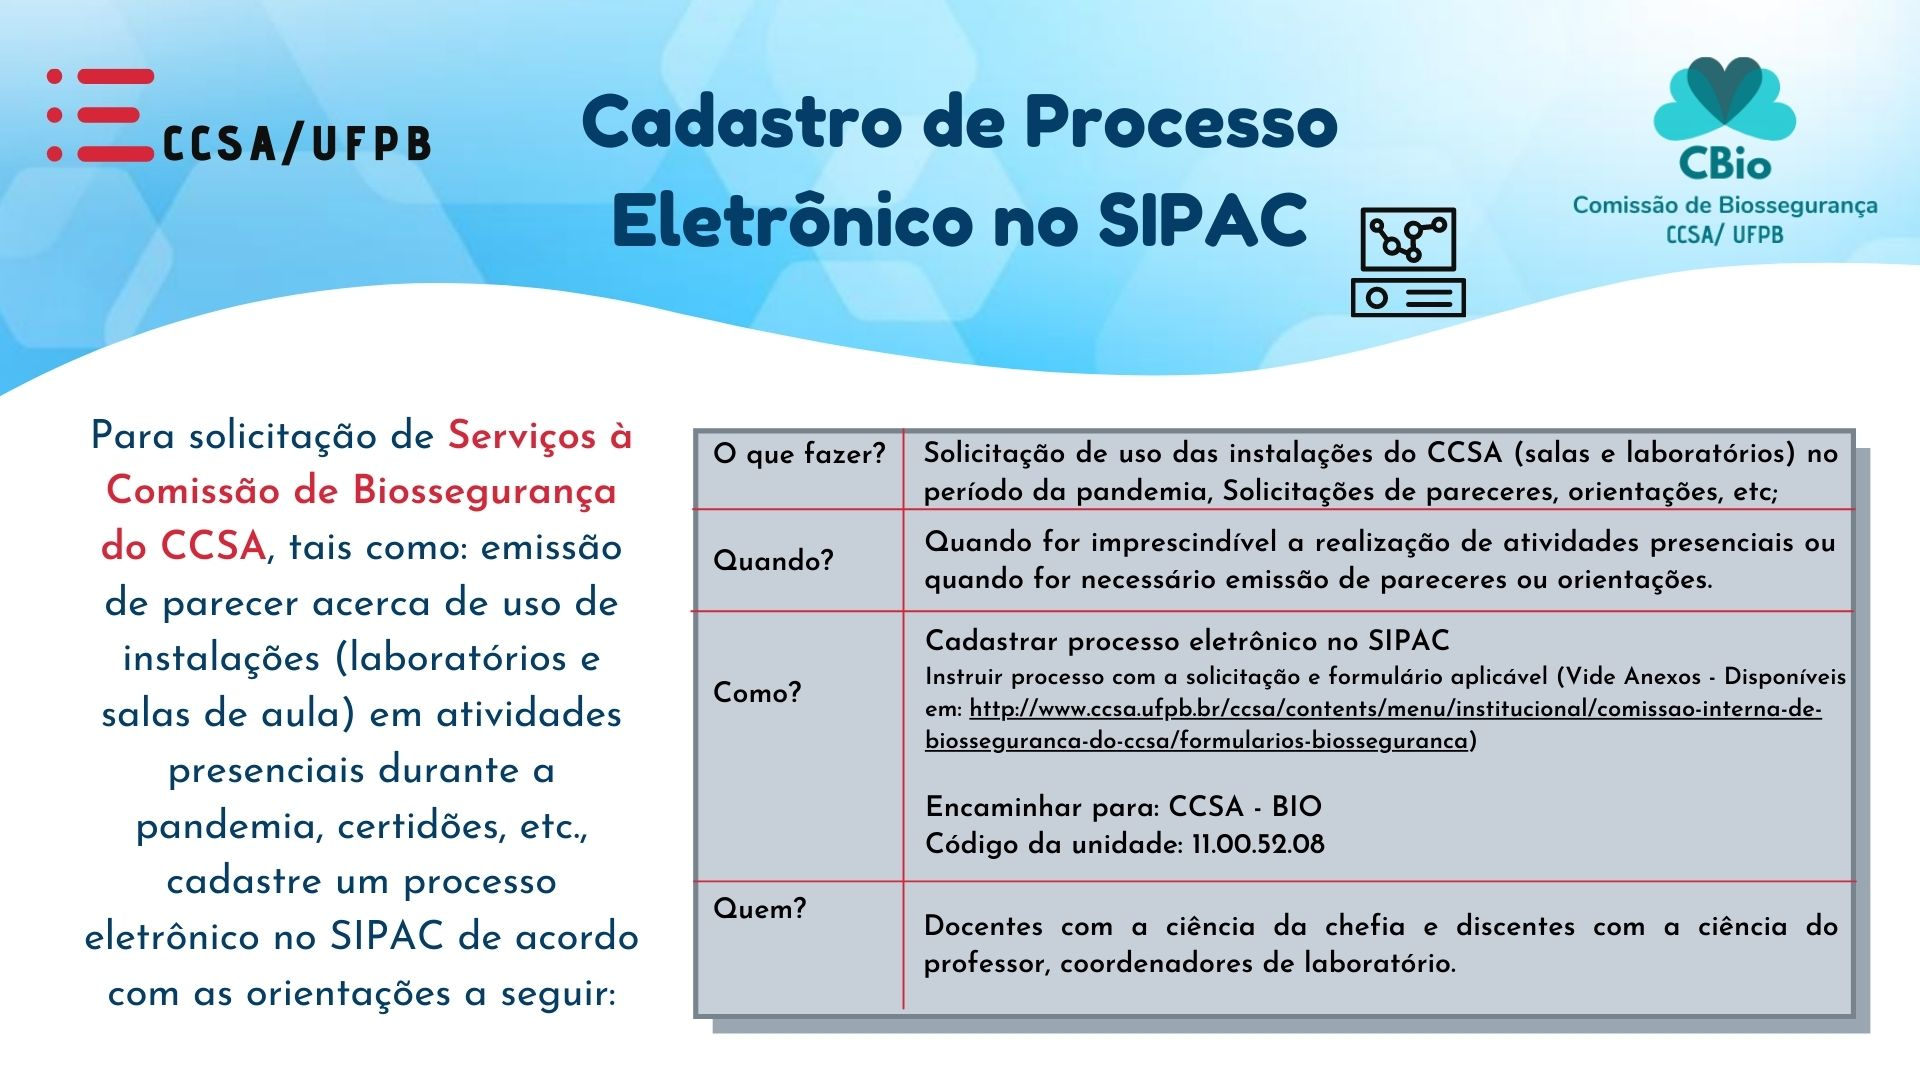 CCSA/UFPB
Cadastro de Processo
Eletrônico no SIPAC
CBio
Comissão de Biossegurança
CCSA/ UFPB
Para solicitação de Serviços à
Comissão de Biossegurança
do CCSA, tais como: emissão
de parecer acerca de uso de
instalações (laboratórios e
salas de aula) em atividades
presenciais durante a
pandemia, certidões, etc.,
cadastre um processo
eletrônico no SIPAC de acordo
com as orientações a seguir:
O que fazer?
Solicitação de uso das instalações do CCSA (salas e laboratórios) no
período da pandemia, Solicitações de pareceres, orientações, etc;
Quando?
Quando for imprescindível a realização de atividades presenciais ou
quando for necessário emissão de pareceres ou orientações.
Como?
Cadastrar processo eletrônico no SIPAC
Instruir processo com a solicitação e formulário aplicável (Vide Anexos - Disponíveis
em: http://www.ccsa.ufpb.br/ccsa/contents/menu/institucional/comissao-interna-de-
biosseguranca-do-ccsa/formularios-biosseguranca)
Encaminhar para: CCSA - BIO
Código da unidade: 11.00.52.08
Quem?
Docentes com a ciência da chefia e discentes com a ciência do
professor, coordenadores de laboratório.